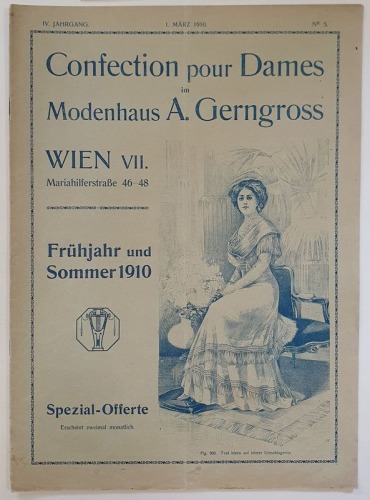 IV. JAHRGANG. 1. MÄRZ 1910. Nº 5.
Confection pour Dames
im
Modenhaus A. Gerngross
WIEN VII.
Mariahilferstraße 46-48
Frühjahr und
Sommer 1910
Spezial-Offerte
Erscheint zweimal monatlich.